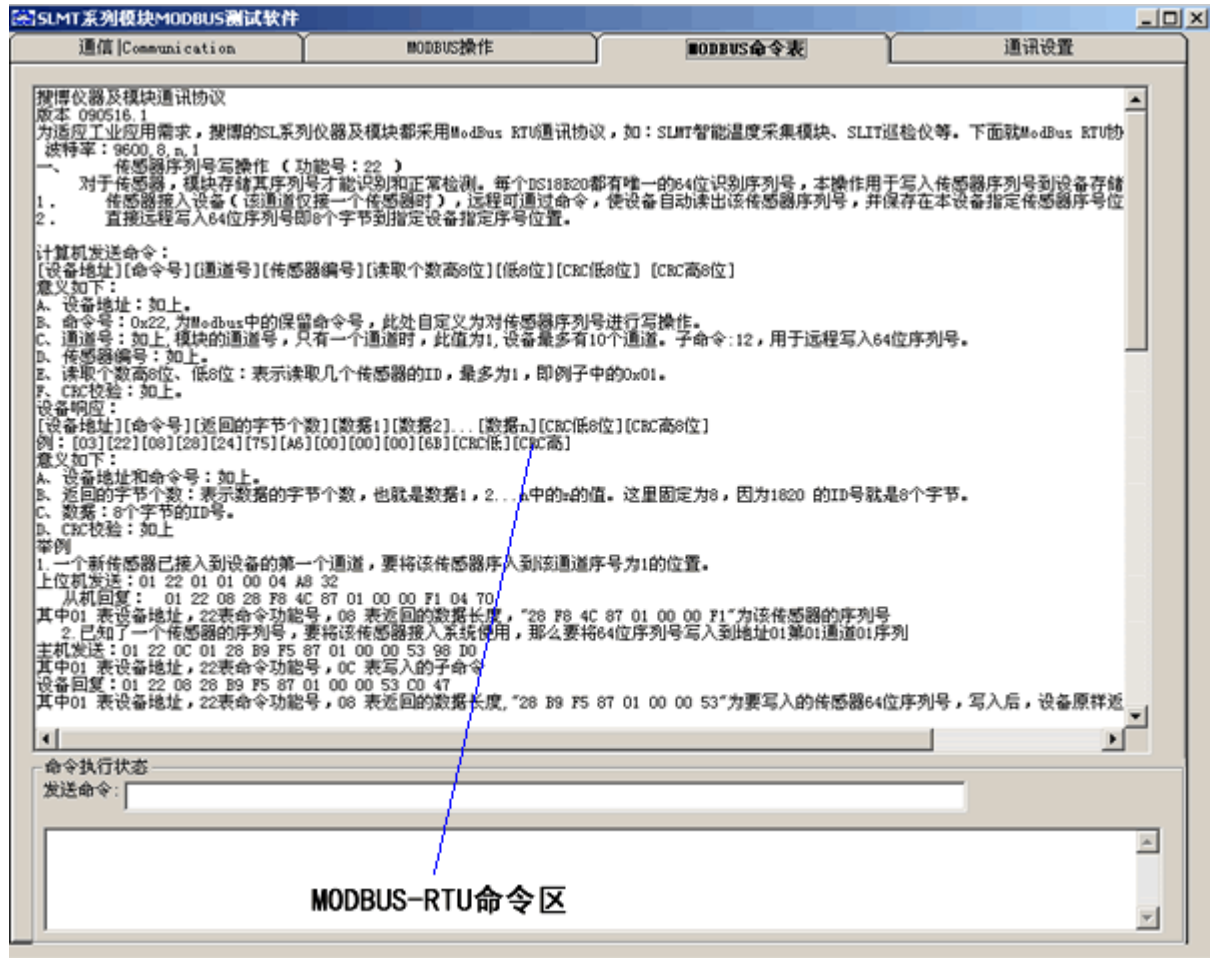 SLMT系列模块MODBUS测试软件
通信|Communication
MODBUS操作
MODBUS命令表
通讯设置
搜博仪器及模块通讯协议
版本 090516.1
为适应工业应用需求，搜博的SL系列仪器及模块都采用ModBus RTU通讯协议，如：SLMT智能温度采集模块、SLIT巡检仪等。下面就ModBus RTU协
波特率：9600,8,n,1
一、 传感器序列号写操作 （功能号：22 ）
对于传感器，模块存储其序列号才能识别和正常检测。每个DS18B20都有唯一的64位识别序列号，本操作用于写入传感器序列号到设备存储
1. 传感器接入设备（该通道仅接一个传感器时），远程可通过命令，使设备自动读出该传感器序列号，并保存在本设备指定传感器序号位
2. 直接远程写入64位序列号即8个字节到指定设备指定序号位置。
计算机发送命令：
[设备地址][命令号][通道号][传感器编号][读取个数高8位][低8位][CRC低8位] [CRC高8位]
意义如下：
A、设备地址：如上。
B、命令号：0x22,为Modbus中的保留命令号，此处自定义为对传感器序列号进行写操作。
C、通道号：如上,模块的通道号，只有一个通道时，此值为1,设备最多有10个通道。子命令:12，用于远程写入64位序列号。
D、传感器编号：如上。
E、读取个数高8位、低8位：表示读取几个传感器的ID，最多为1，即例子中的0x01。
F、CRC校验：如上。
设备响应：
[设备地址][命令号][返回的字节个数][数据1][数据2]...[数据n][CRC低8位][CRC高8位]
例：[03][22][08][28][24][75][A6][00][00][00][6B][CRC低][CRC高]
意义如下：
A、设备地址和命令号：如上。
B、返回的字节个数：表示数据的字节个数，也就是数据1，2...n中的n的值。这里固定为8，因为1820 的ID号就是8个字节。
C、数据：8个字节的ID号。
D、CRC校验：如上
举例
1.一个新传感器已接入到设备的第一个通道，要将该传感器序入到该通道序号为1的位置。
上位机发送：01 22 01 01 00 04 A8 32
从机回复： 01 22 08 28 F8 4C 87 01 00 00 F1 04 70
其中01 表设备地址，22表命令功能号，08 表返回的数据长度，"28 F8 4C 87 01 00 00 F1"为该传感器的序列号
2.已知了一个传感器的序列号，要将该传感器接入系统使用，那么要将64位序列号写入到地址01第01通道01序列
主机发送：01 22 0C 01 28 B9 F5 87 01 00 00 53 98 D0
其中01 表设备地址，22表命令功能号，0C 表写入的子命令
设备回复：01 22 08 28 B9 F5 87 01 00 00 53 C0 47
其中01 表设备地址，22表命令功能号，08 表返回的数据长度,"28 B9 F5 87 01 00 00 53"为要写入的传感器64位序列号，写入后，设备原样返
命令执行状态
发送命令:
MODBUS-RTU命令区